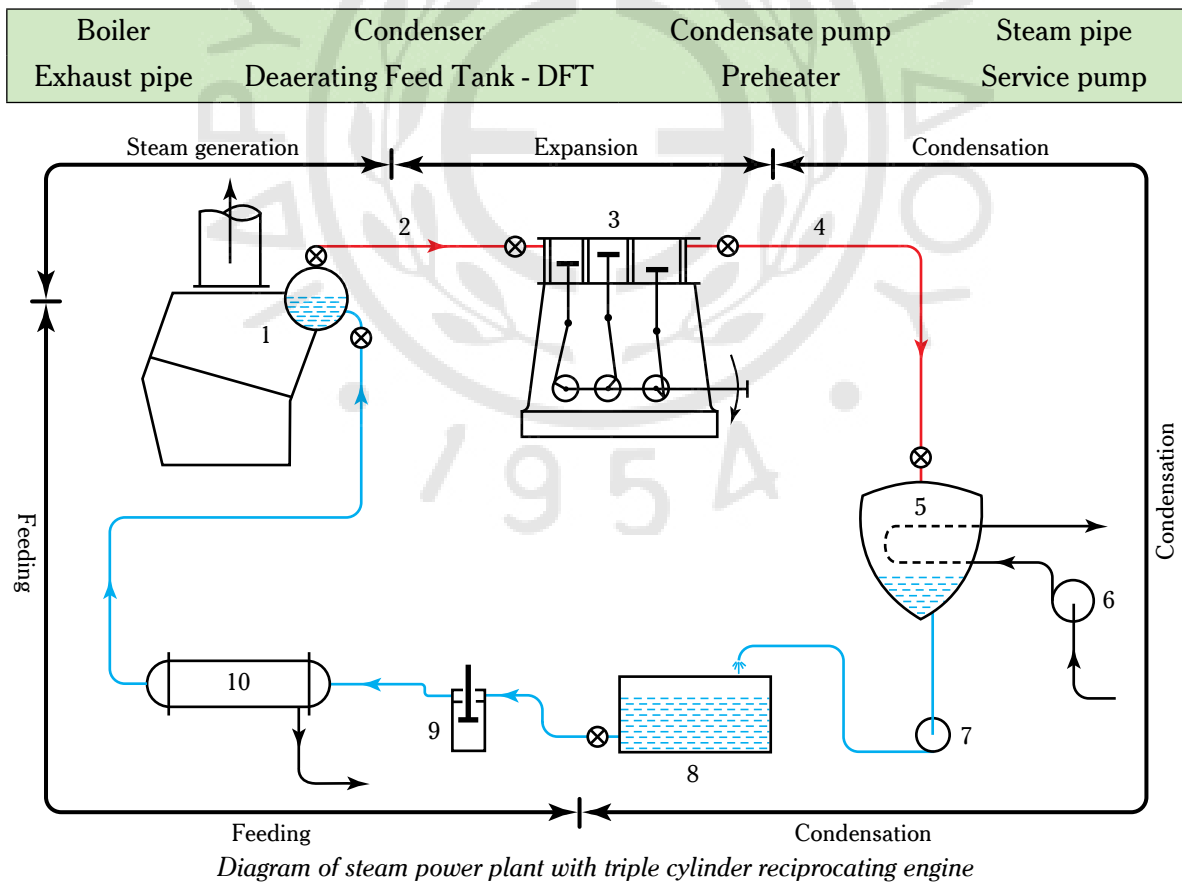 Boiler Condenser Condensate pump Steam pipe
Exhaust pipe Deaerating Feed Tank - DFT Preheater Service pump
Steam generation Expansion Condensation
2 3 4
1
5
6
Feeding
Condensation
10
9
8
7
Feeding Condensation
Diagram of steam power plant with triple cylinder reciprocating engine
1954